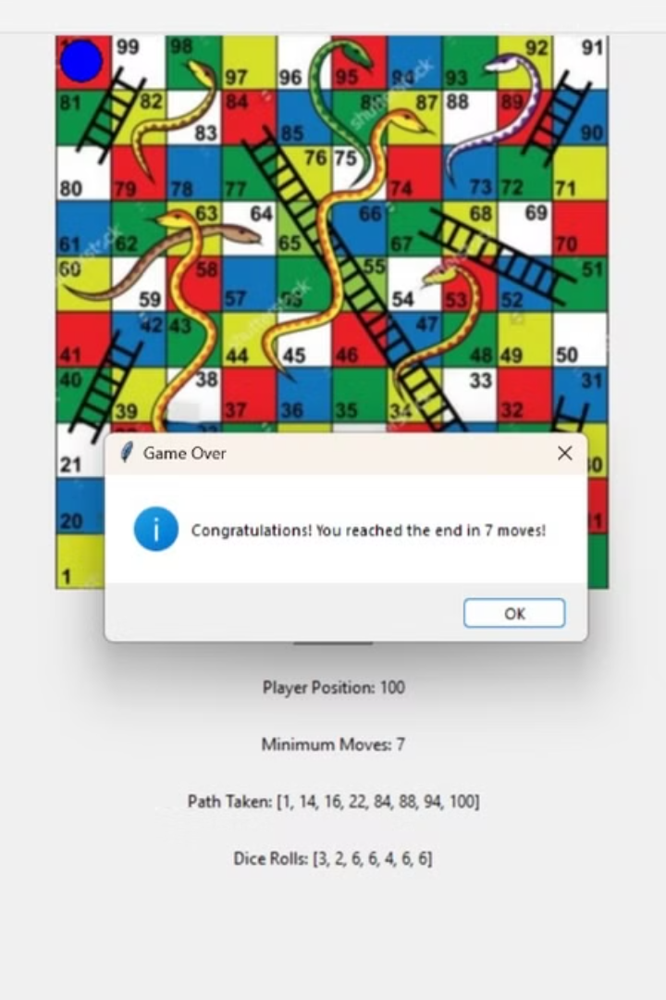 99 98 97 96 95 94 93 92 91
81 82 83 84 85 86 87 88 89 90
80 79 78 77 76 75 74 73 72 71
61 62 63 64 65 66 67 68 69 70
60 59 58 57 55 54 53 52 51
41 42 43 44 45 46 47 48 49 50
40 39 38 37 36 35 34 33 32 31
21
20
1
shutterstock
Game Over
Congratulations! You reached the end in 7 moves!
OK
Player Position: 100
Minimum Moves: 7
Path Taken: [1, 14, 16, 22, 84, 88, 94, 100]
Dice Rolls: [3, 2, 6, 6, 4, 6, 6]